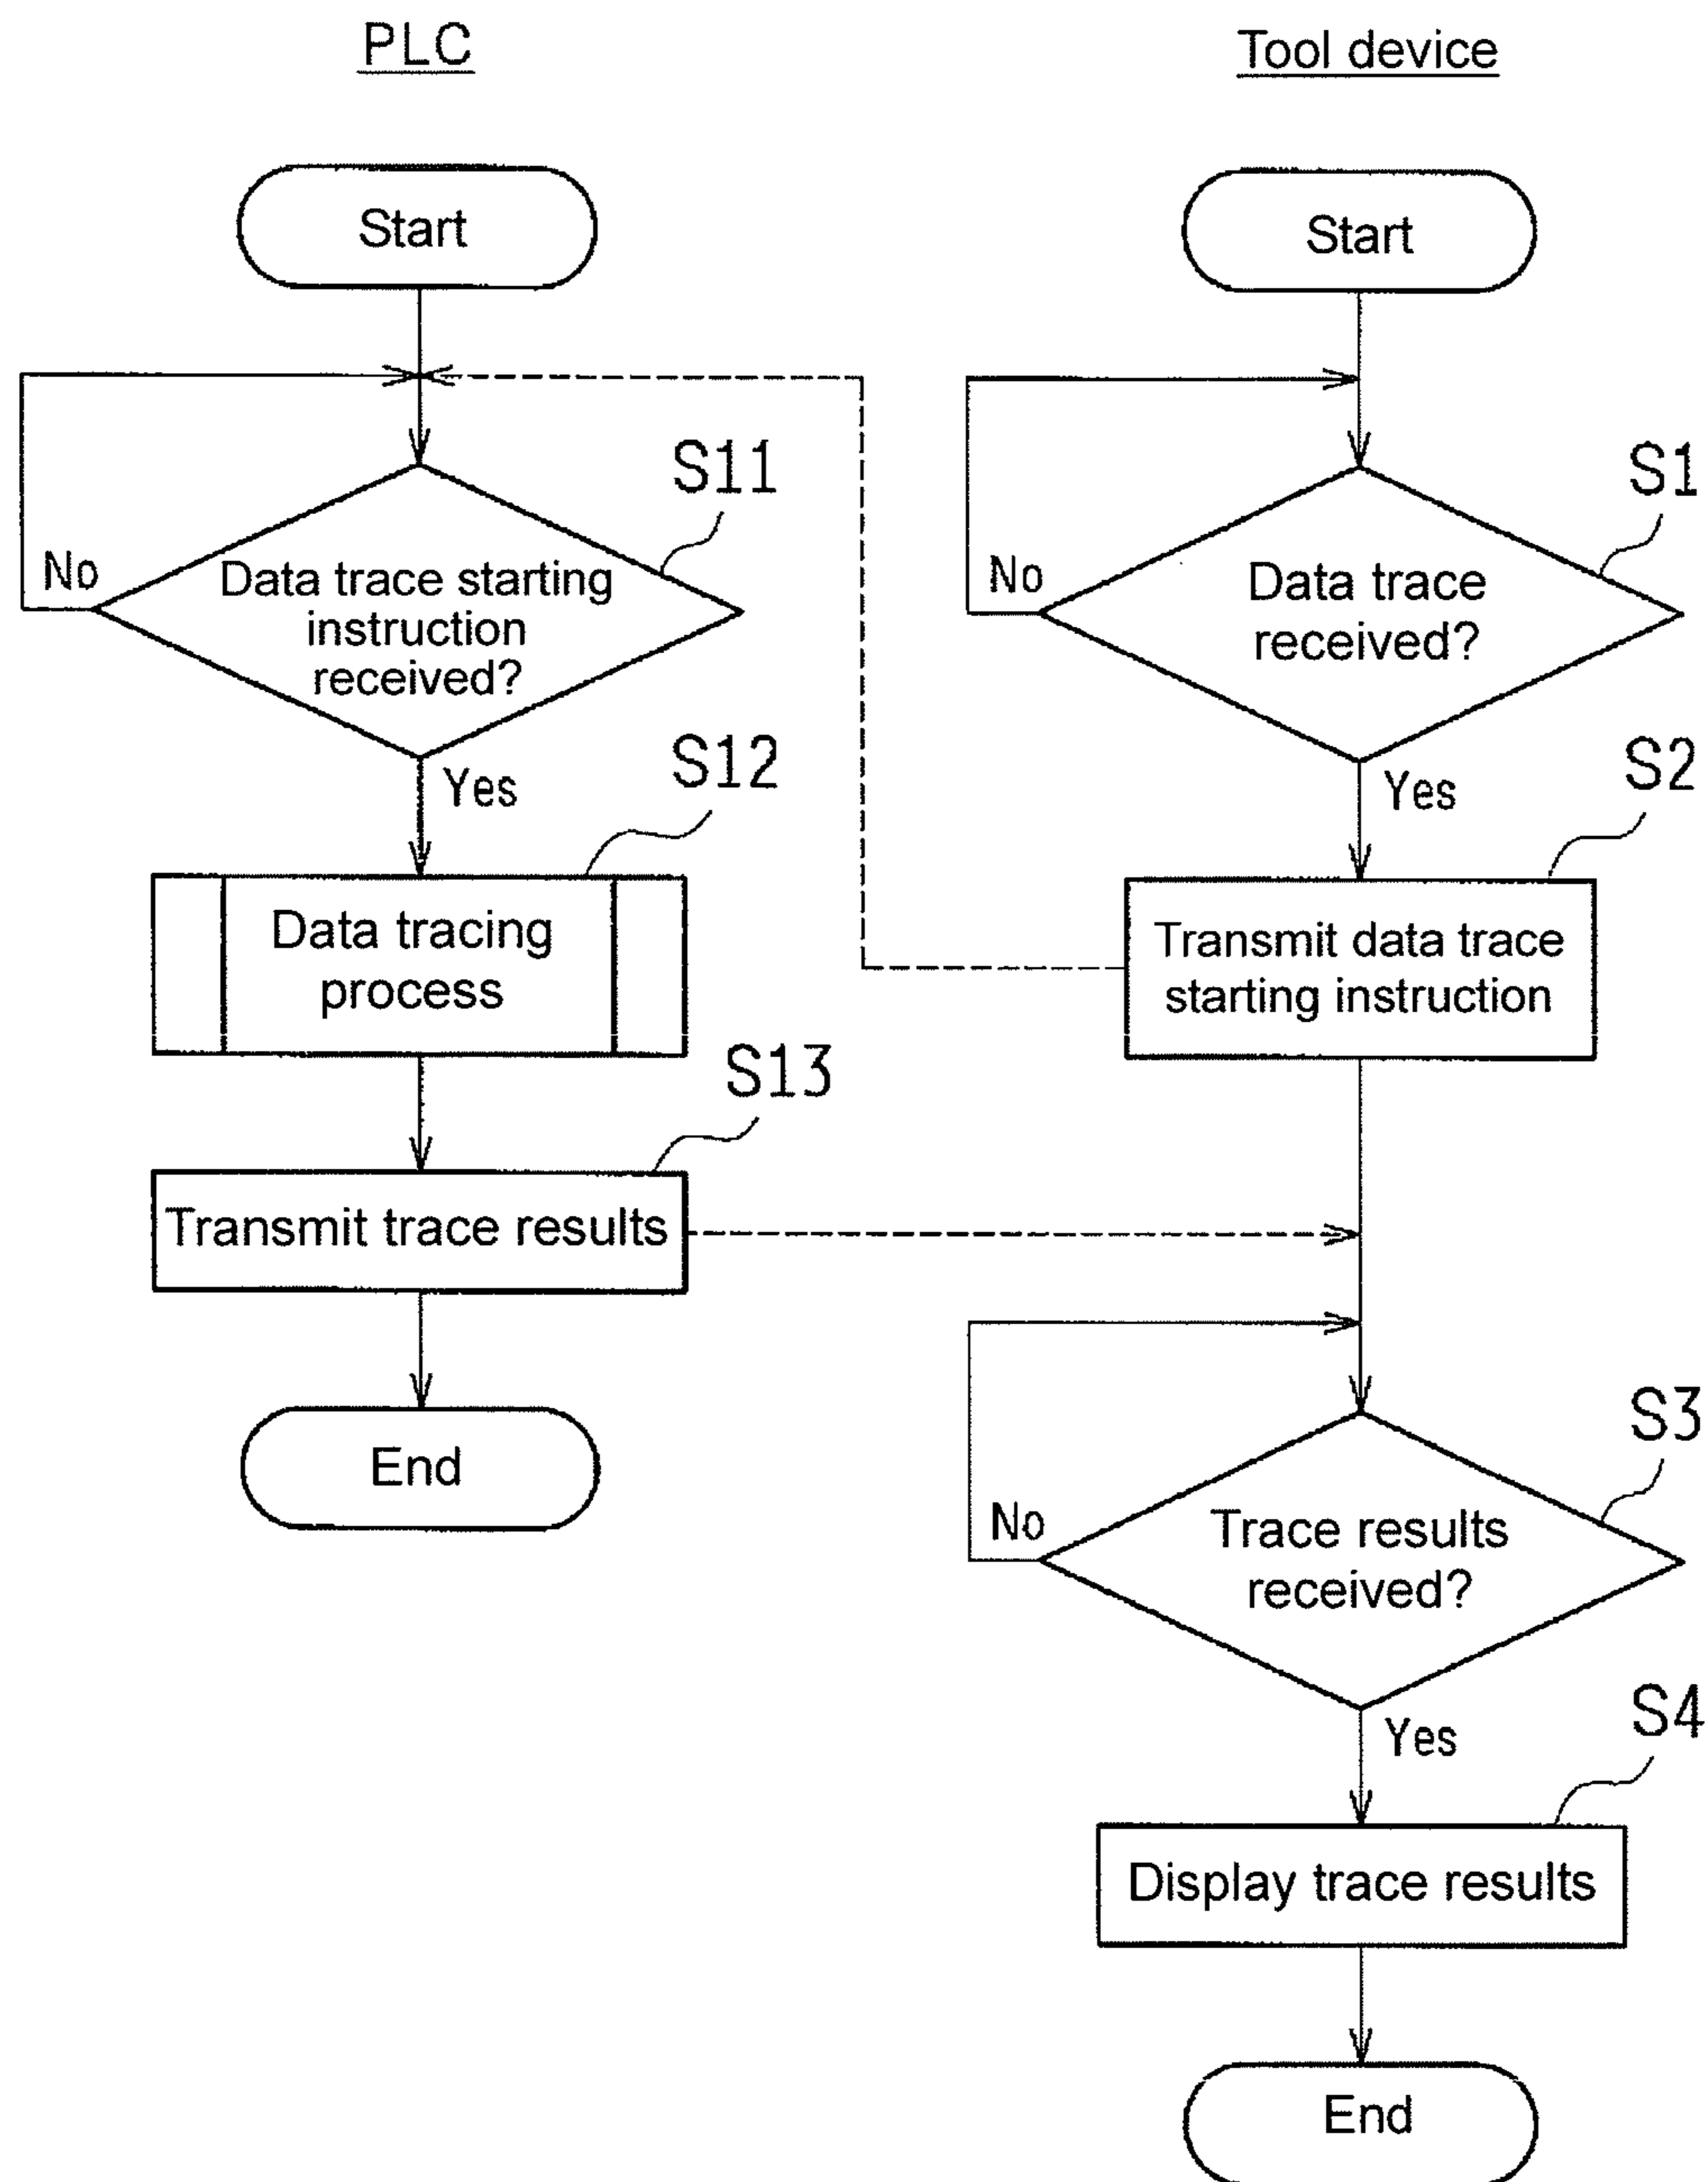 PLC
Start
S11
No
Data trace starting
instruction
received?
Yes
S12
Data tracing
process
S13
Transmit trace results
End
Tool device
Start
S1
No
Data trace
received?
Yes
S2
Transmit data trace
starting instruction
S3
No
Trace results
received?
Yes
S4
Display trace results
End